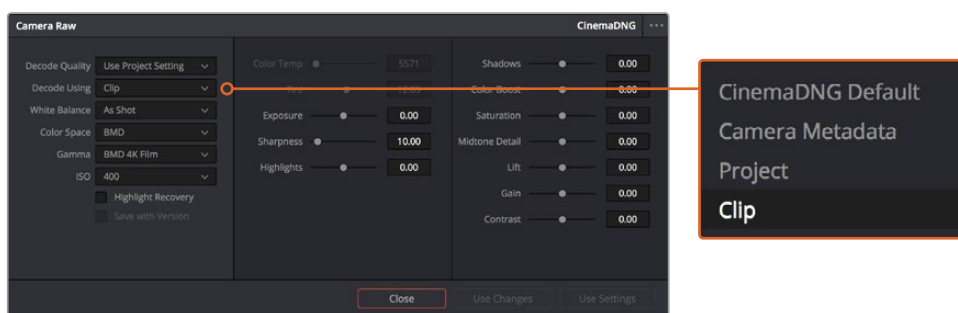 Camera Raw
CinemaDNG
Decode Quality Use Project Setting
Decode Using Clip
White Balance As Shot
Color Space BMD
Gamma BMD 4K Film
ISO 400
Highlight Recovery
Save with Version
Color Temp 5571
Tint 12.89
Exposure 0.00
Sharpness 10.00
Highlights 0.00
Shadows 0.00
Color Boost 0.00
Saturation 0.00
Midtone Detail 0.00
Lift 0.00
Gain 0.00
Contrast 0.00
Close
Use Changes
Use Settings
CinemaDNG Default
Camera Metadata
Project
Clip